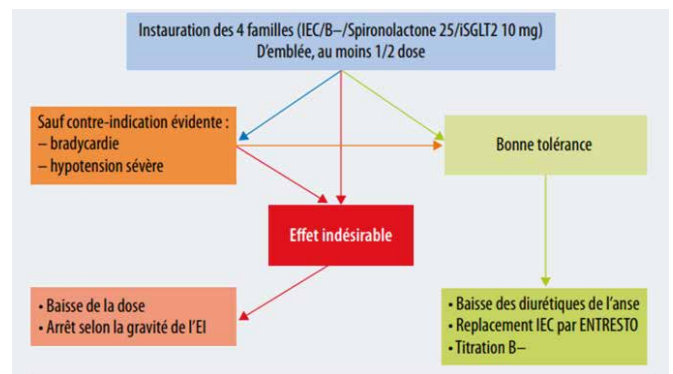 Instauration des 4 familles (IEC/B–/Spironolactone 25/iSGLT2 10 mg)
D'emblée, au moins 1/2 dose
Sauf contre-indication évidente :
– bradycardie
– hypotension sévère
Bonne tolérance
Effet indésirable
• Baisse de la dose
• Arrêt selon la gravité de l'EI
• Baisse des diurétiques de l'anse
• Replacement IEC par ENTRESTO
• Titration B–